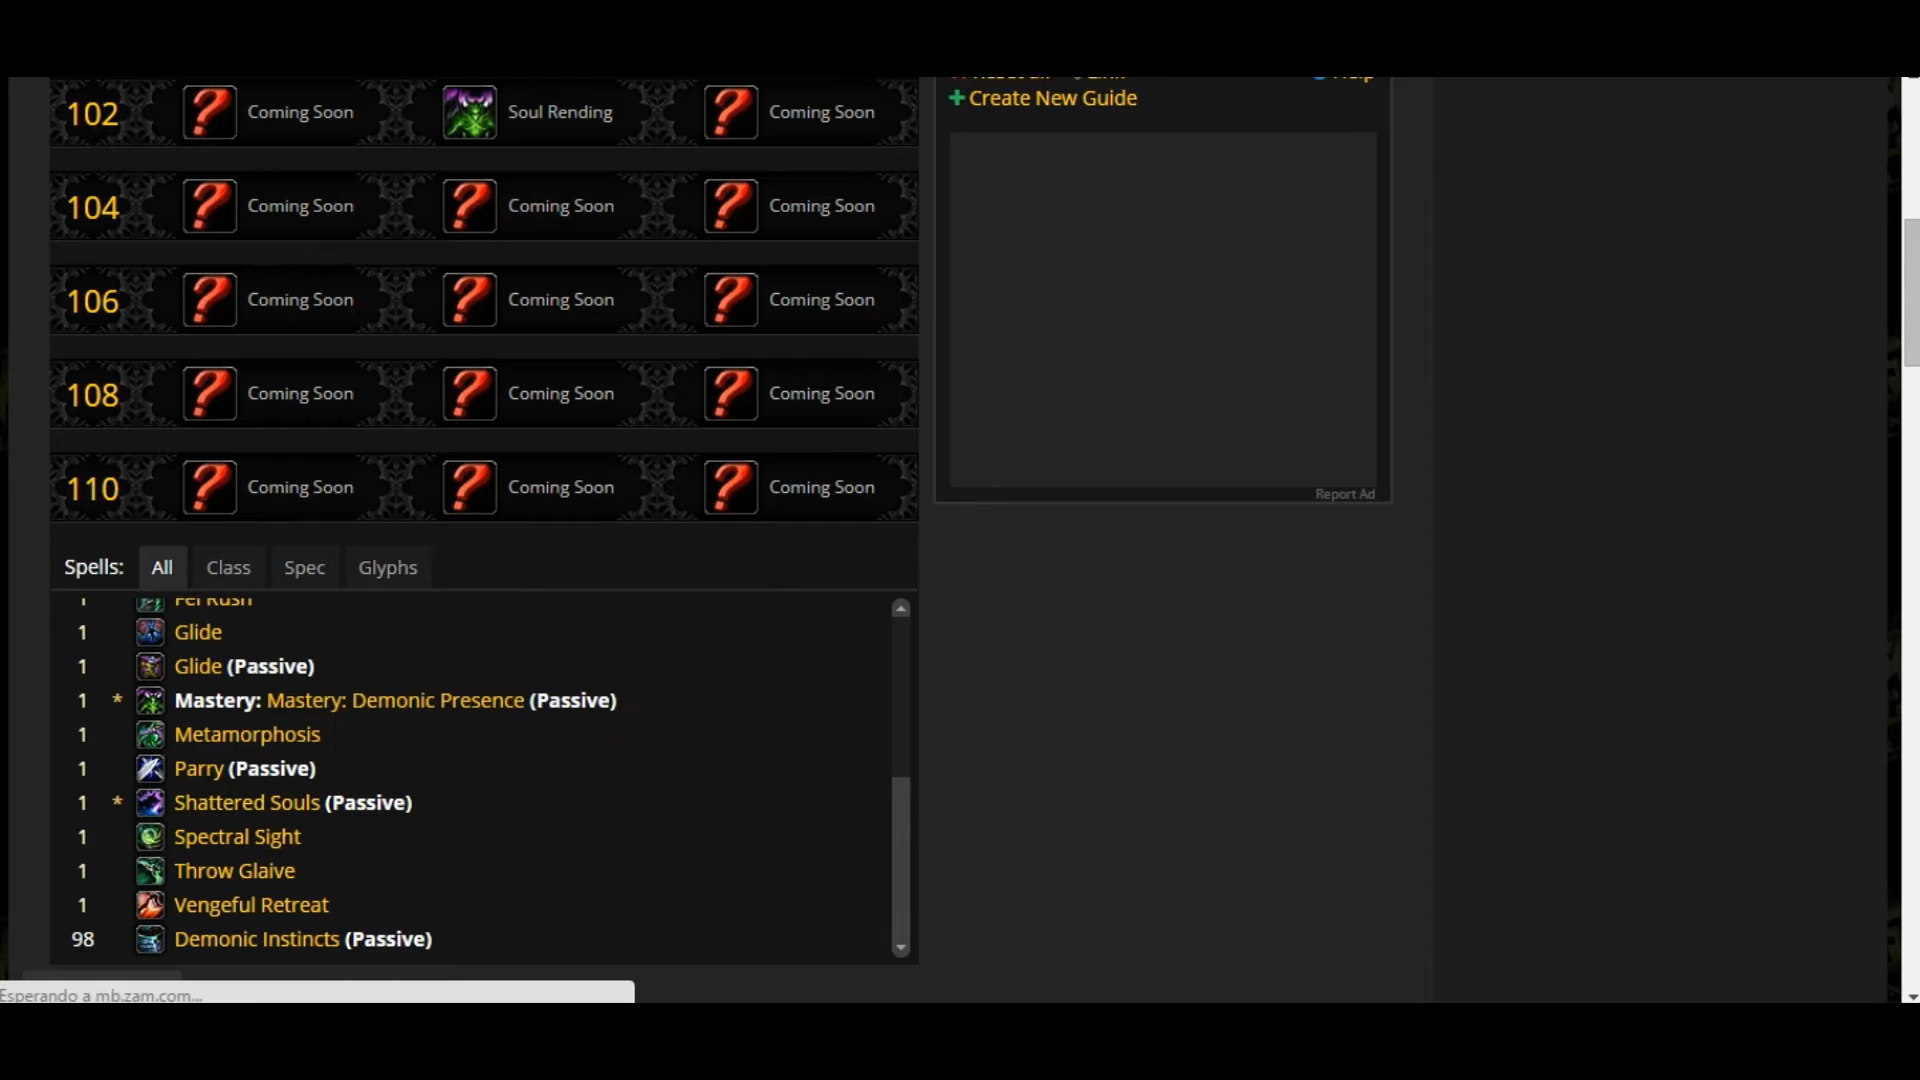 Help
102 Coming Soon Soul Rending Coming Soon
+Create New Guide
104 Coming Soon Coming Soon Coming Soon
106 Coming Soon Coming Soon Coming Soon
108 Coming Soon Coming Soon Coming Soon
110 Coming Soon Coming Soon Coming Soon
Report Ad
Spells: All Class Spec Glyphs
1 Fel Rush
1 Glide
1 Glide (Passive)
1 * Mastery: Mastery: Demonic Presence (Passive)
1 Metamorphosis
1 Parry (Passive)
1 * Shattered Souls (Passive)
1 Spectral Sight
1 Throw Glaive
1 Vengeful Retreat
98 Demonic Instincts (Passive)
Esperando a mb.zam.com...